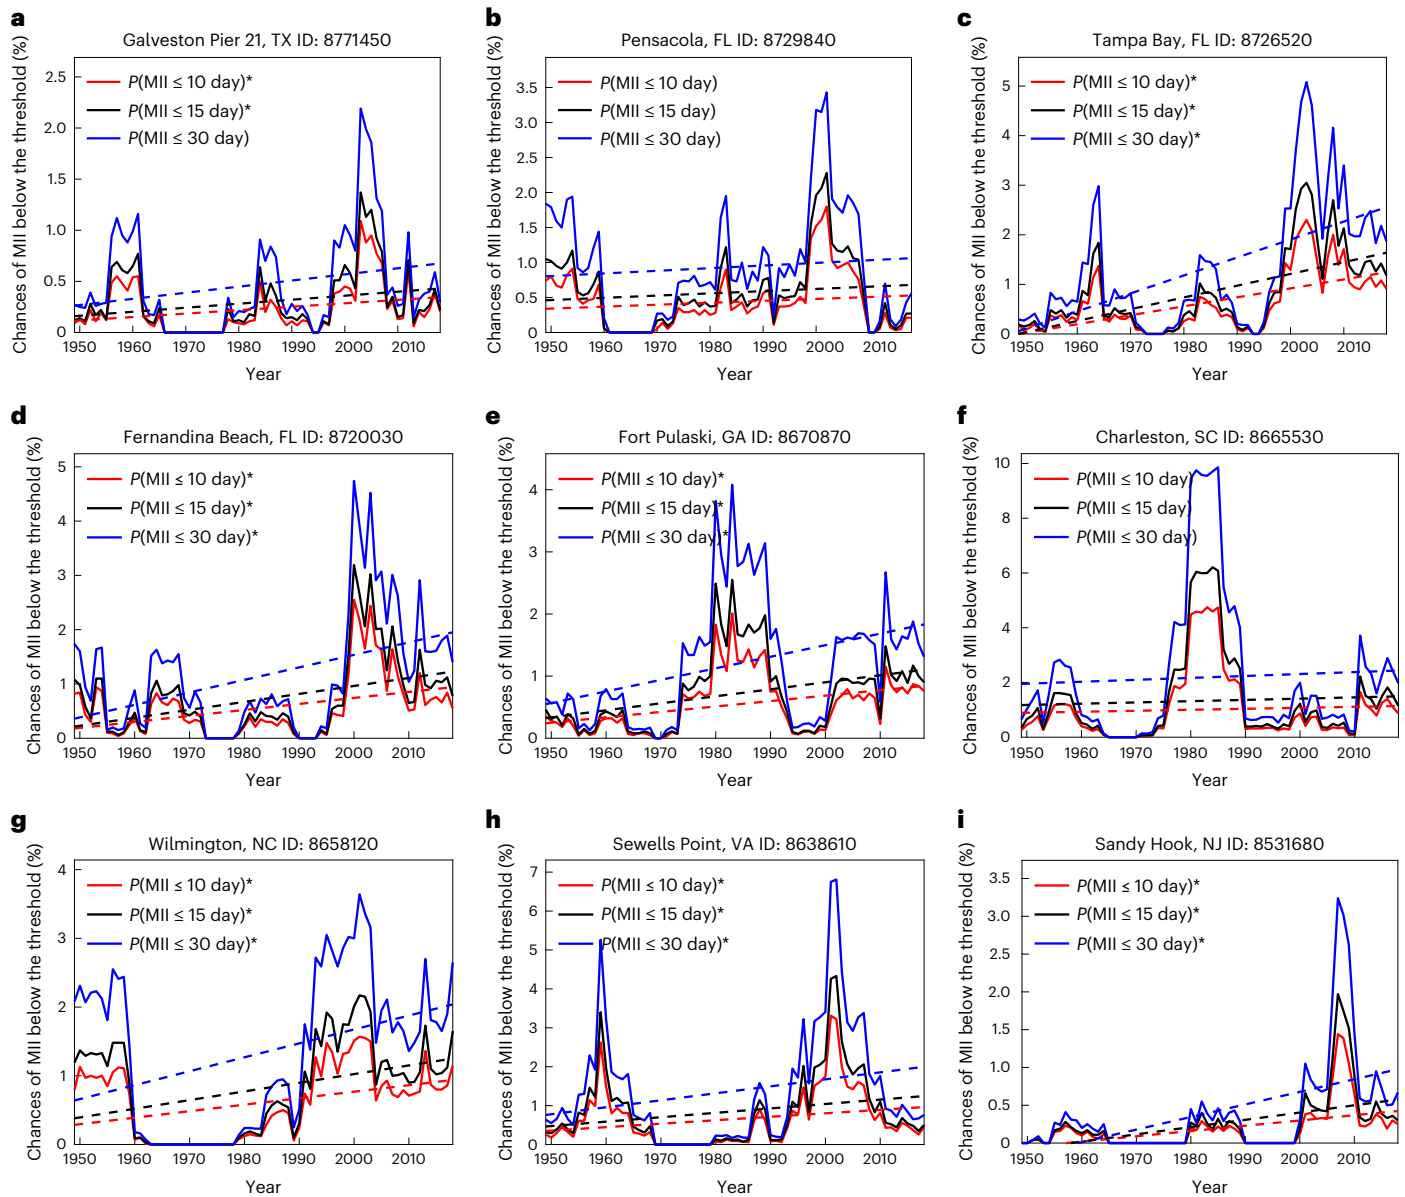 a
Galveston Pier 21, TX ID: 8771450
Chances of MII below the threshold (%)
P(MII ≤ 10 day)*
P(MII ≤ 15 day)*
P(MII ≤ 30 day)
2.5
2.0
1.5
1.0
0.5
0
1950 1960 1970 1980 1990 2000 2010
Year
b
Pensacola, FL ID: 8729840
Chances of MII below the threshold (%)
P(MII ≤ 10 day)
P(MII ≤ 15 day)
P(MII ≤ 30 day)
3.5
3.0
2.5
2.0
1.5
1.0
0.5
0
1950 1960 1970 1980 1990 2000 2010
Year
c
Tampa Bay, FL ID: 8726520
Chances of MII below the threshold (%)
P(MII ≤ 10 day)*
P(MII ≤ 15 day)*
P(MII ≤ 30 day)*
5
4
3
2
1
0
1950 1960 1970 1980 1990 2000 2010
Year
d
Fernandina Beach, FL ID: 8720030
Chances of MII below the threshold (%)
P(MII ≤ 10 day)*
P(MII ≤ 15 day)*
P(MII ≤ 30 day)*
5
4
3
2
1
0
1950 1960 1970 1980 1990 2000 2010
Year
e
Fort Pulaski, GA ID: 8670870
Chances of MII below the threshold (%)
P(MII ≤ 10 day)*
P(MII ≤ 15 day)*
P(MII ≤ 30 day)*
4
3
2
1
0
1950 1960 1970 1980 1990 2000 2010
Year
f
Charleston, SC ID: 8665530
Chances of MII below the threshold (%)
P(MII ≤ 10 day)
P(MII ≤ 15 day)
P(MII ≤ 30 day)
10
8
6
4
2
0
1950 1960 1970 1980 1990 2000 2010
Year
g
Wilmington, NC ID: 8658120
Chances of MII below the threshold (%)
P(MII ≤ 10 day)*
P(MII ≤ 15 day)*
P(MII ≤ 30 day)*
4
3
2
1
0
1950 1960 1970 1980 1990 2000 2010
Year
h
Sewells Point, VA ID: 8638610
Chances of MII below the threshold (%)
P(MII ≤ 10 day)*
P(MII ≤ 15 day)*
P(MII ≤ 30 day)*
7
6
5
4
3
2
1
0
1950 1960 1970 1980 1990 2000 2010
Year
i
Sandy Hook, NJ ID: 8531680
Chances of MII below the threshold (%)
P(MII ≤ 10 day)*
P(MII ≤ 15 day)*
P(MII ≤ 30 day)*
3.5
3.0
2.5
2.0
1.5
1.0
0.5
0
1950 1960 1970 1980 1990 2000 2010
Year